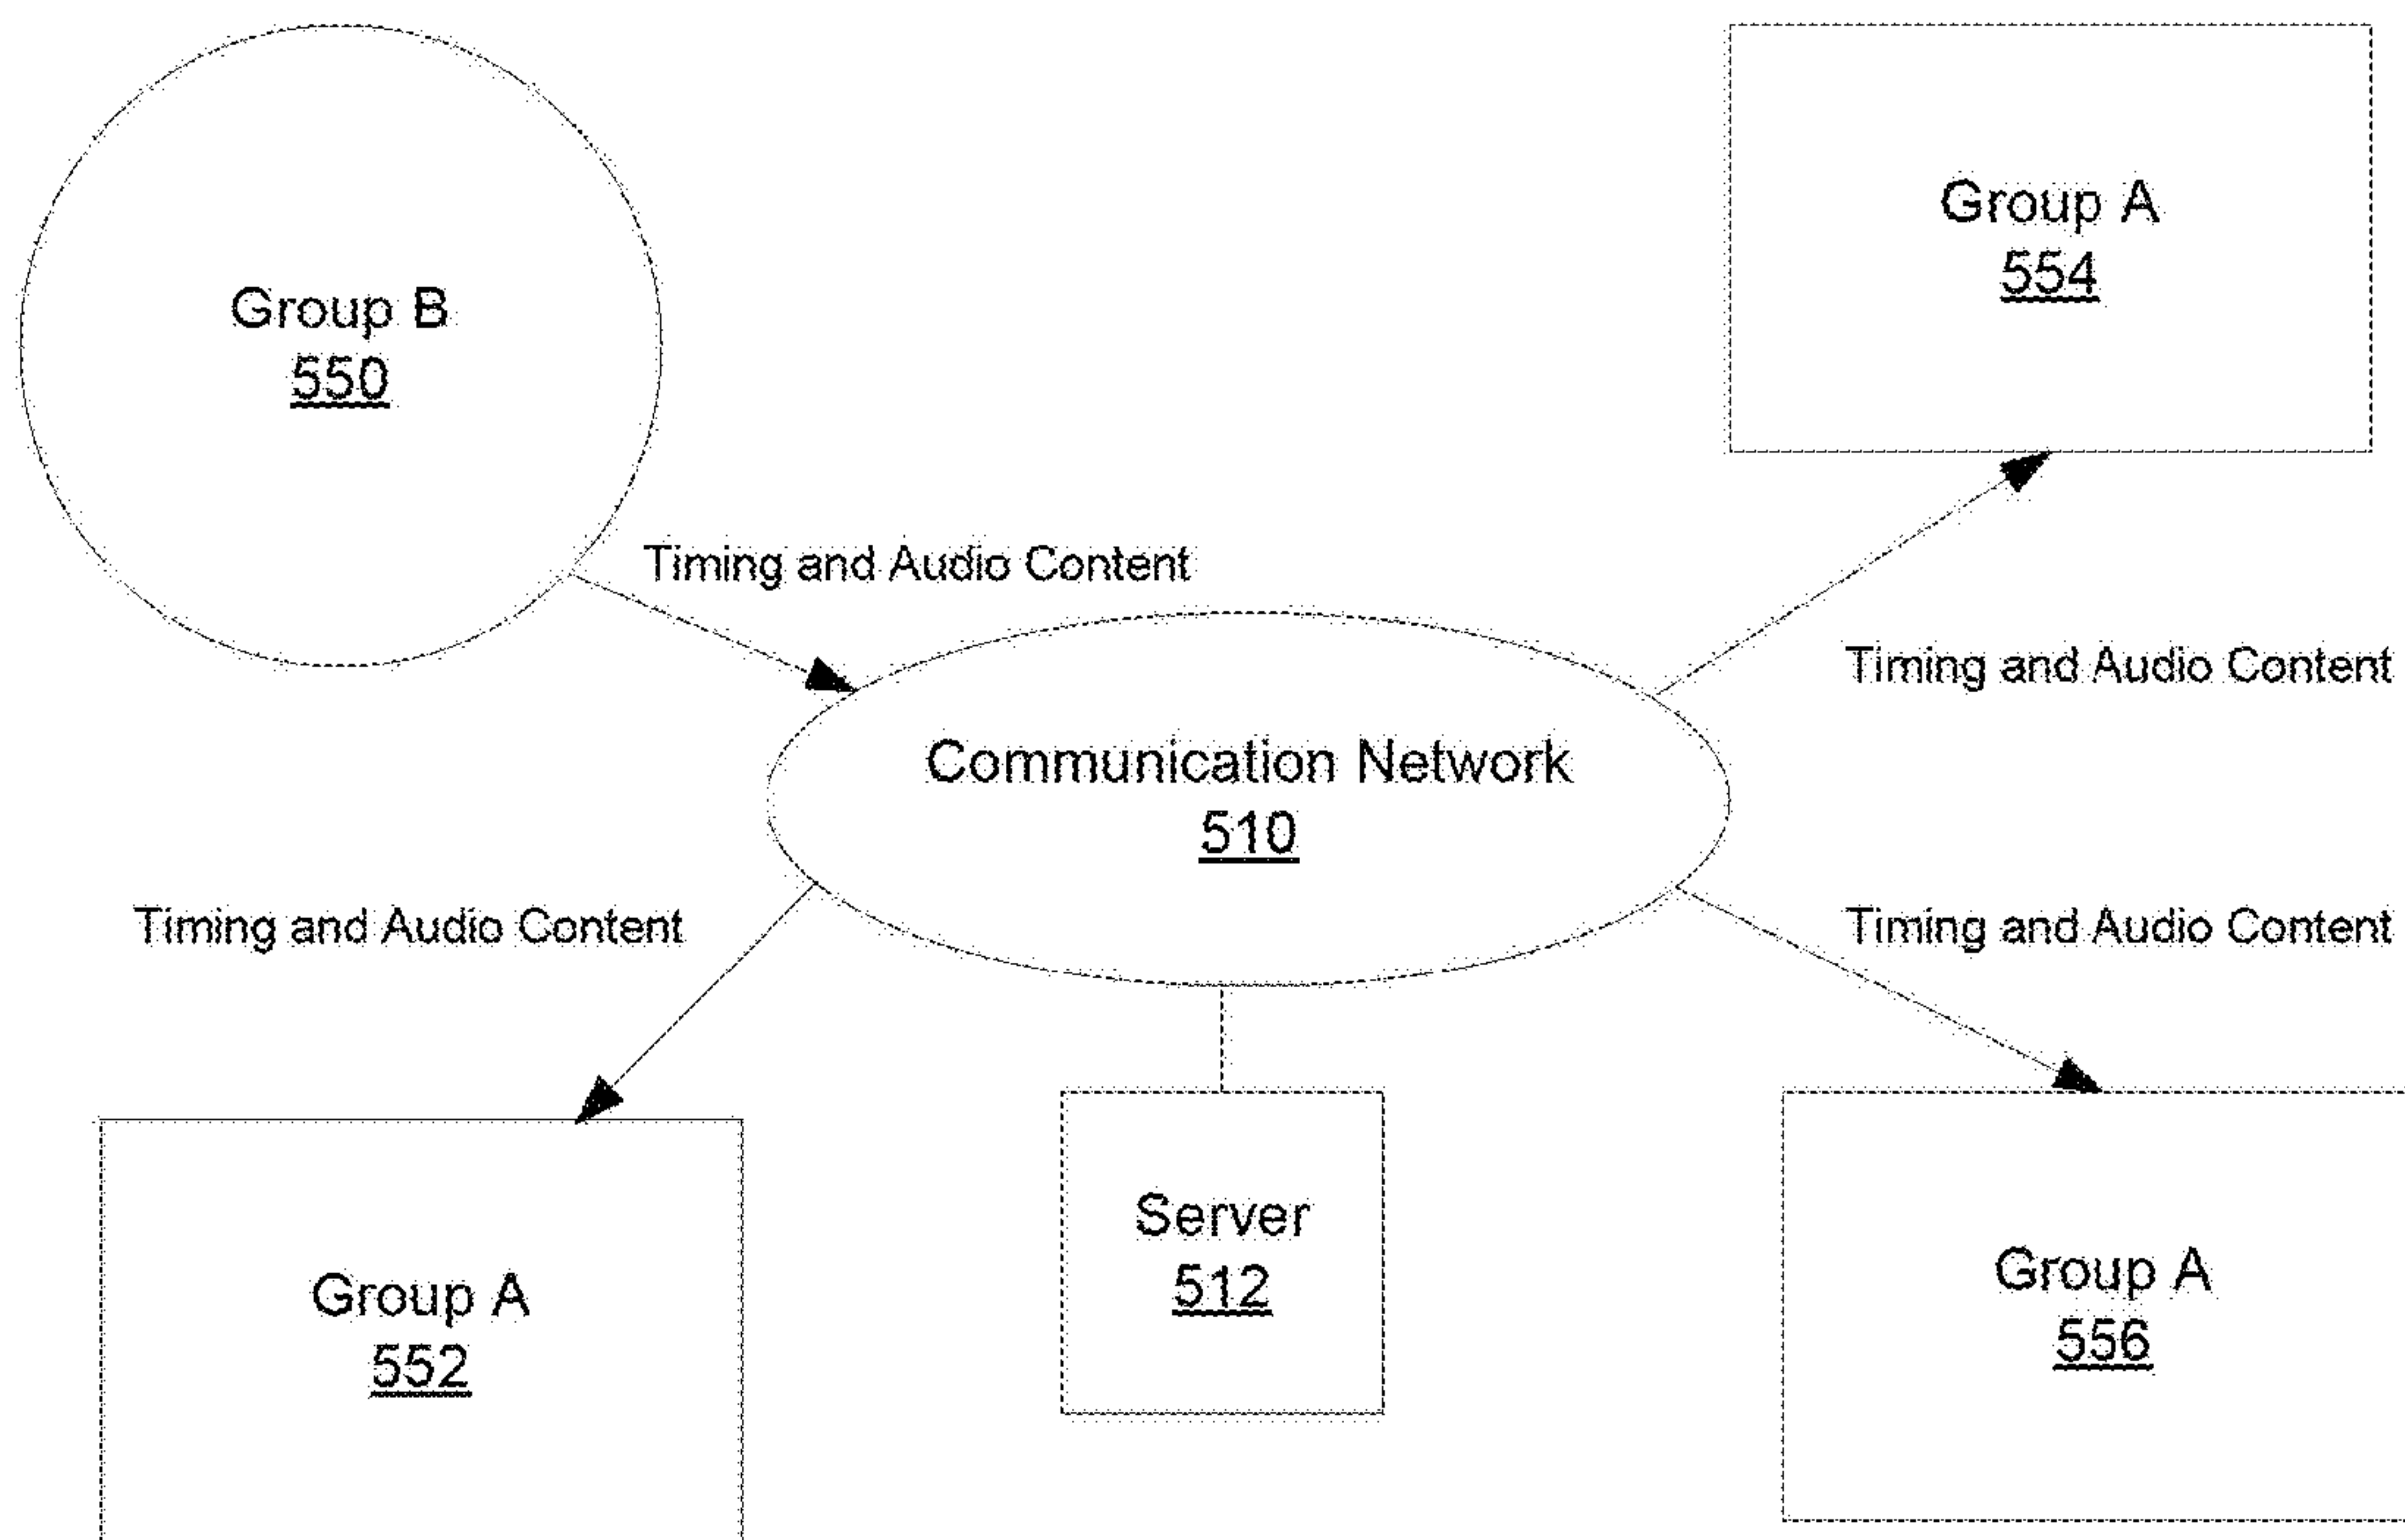 Group B
550
Group A
554
Timing and Audio Content
Timing and Audio Content
Communication Network
510
Timing and Audio Content
Timing and Audio Content
Server
512
Group A
552
Group A
556